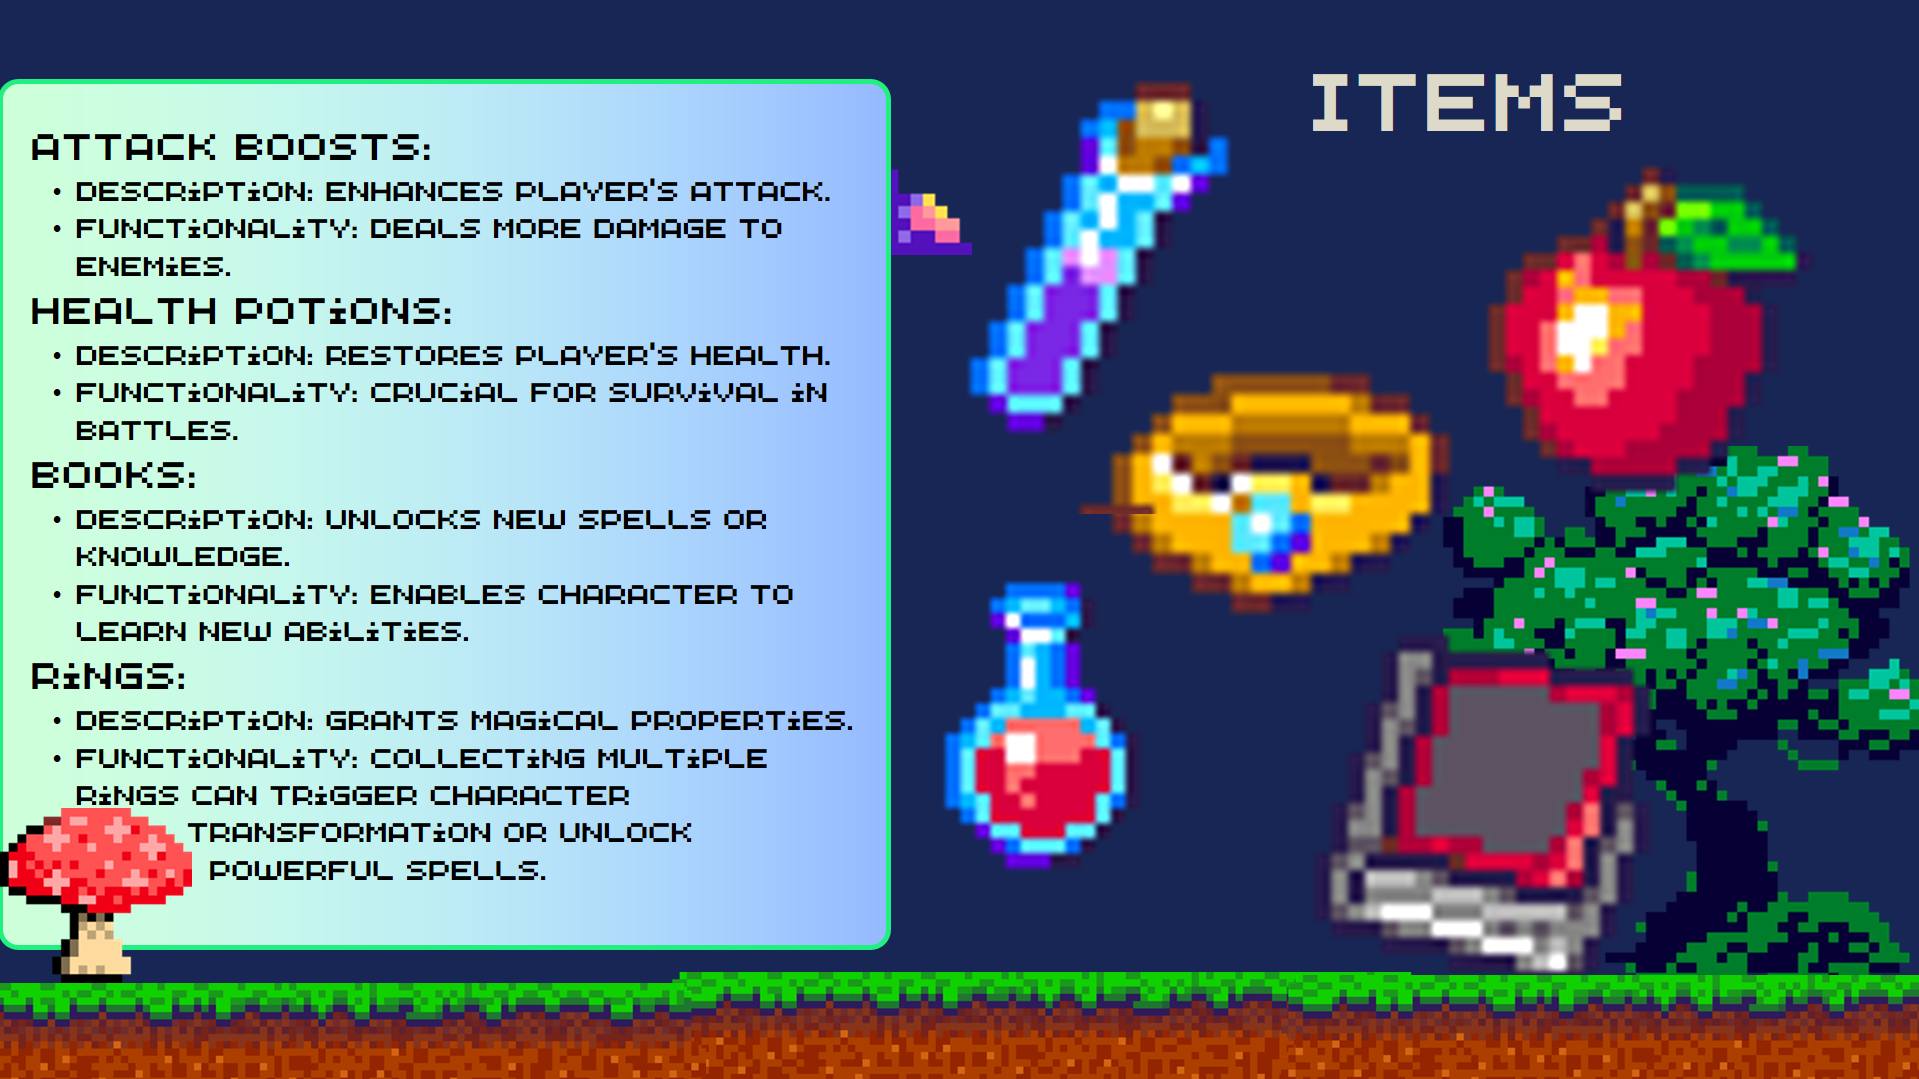 ITEMS
ATTACK BOOSTS:
• DESCRIPTION: ENHANCES PLAYER'S ATTACK.
• FUNCTIONALITY: DEALS MORE DAMAGE TO
ENEMIES.
HEALTH POTIONS:
• DESCRIPTION: RESTORES PLAYER'S HEALTH.
• FUNCTIONALITY: CRUCIAL FOR SURVIVAL IN
BATTLES.
BOOKS:
• DESCRIPTION: UNLOCKS NEW SPELLS OR
KNOWLEDGE.
• FUNCTIONALITY: ENABLES CHARACTER TO
LEARN NEW ABILITIES.
RINGS:
• DESCRIPTION: GRANTS MAGICAL PROPERTIES.
• FUNCTIONALITY: COLLECTING MULTIPLE
RINGS CAN TRIGGER CHARACTER
TRANSFORMATION OR UNLOCK
POWERFUL SPELLS.